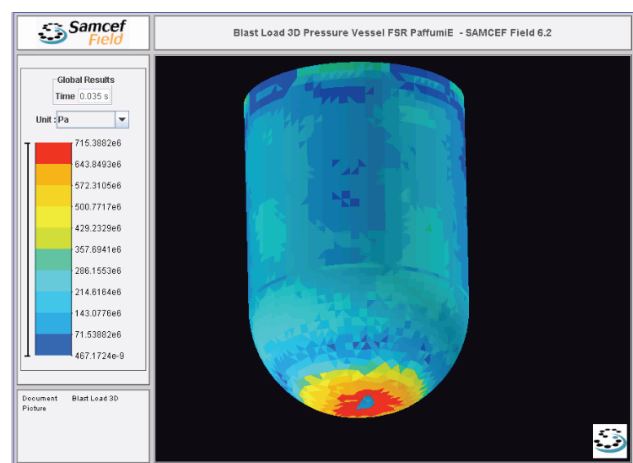 Samcef
Field
Blast Load 3D Pressure Vessel FSR PaffumiE - SAMCEF Field 6.2
Global Results
Time 0.035 s
Unit : Pa
715.3882e6
643.8493e6
572.3105e6
500.7717e6
429.2329e6
357.6941e6
286.1553e6
214.6164e6
143.0776e6
71.53882e6
467.1724e-9
Document Blast Load 3D
Picture